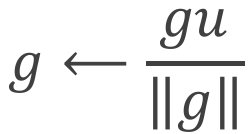 g ← gu / ‖g‖